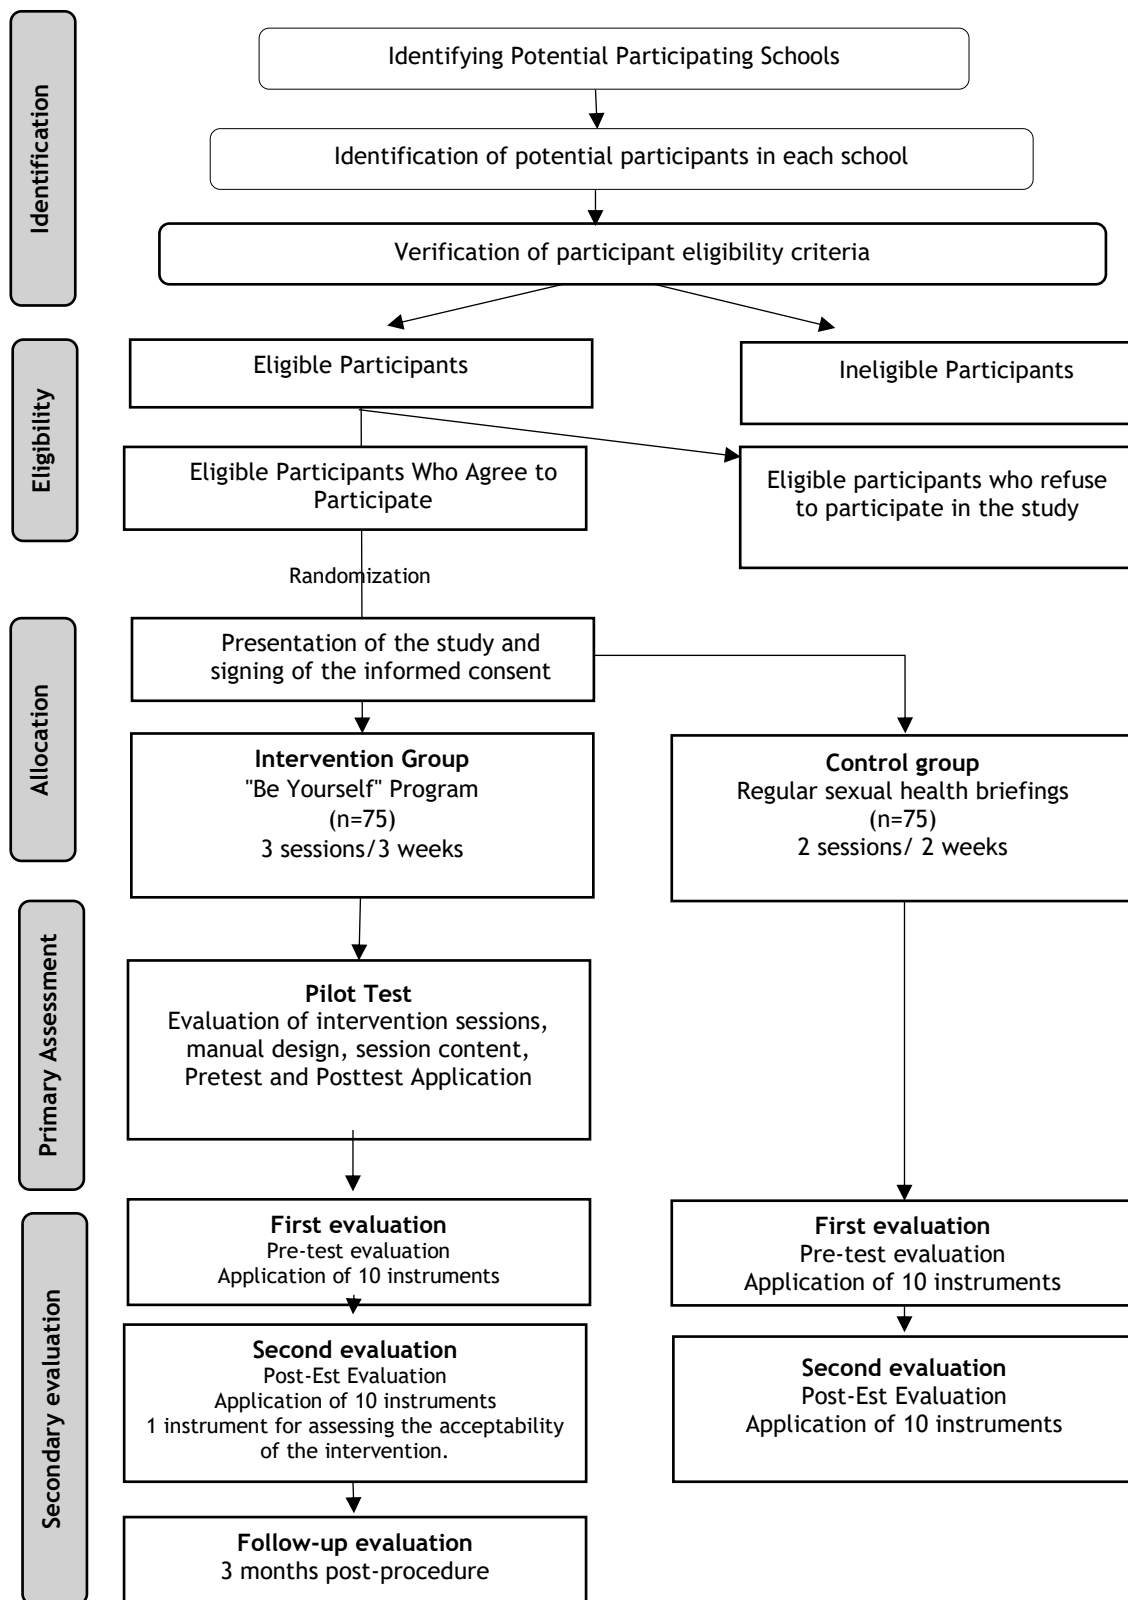 Identification
Identifying Potential Participating Schools
Identification of potential participants in each school
Verification of participant eligibility criteria
Eligibility
Eligible Participants
Ineligible Participants
Eligible Participants Who Agree to
Participate
Eligible participants who refuse
to participate in the study
Randomization
Allocation
Presentation of the study and
signing of the informed consent
Intervention Group
"Be Yourself" Program
(n=75)
3 sessions/3 weeks
Control group
Regular sexual health briefings
(n=75)
2 sessions/ 2 weeks
Primary Assessment
Pilot Test
Evaluation of intervention sessions,
manual design, session content,
Pretest and Posttest Application
Secondary evaluation
First evaluation
Pre-test evaluation
Application of 10 instruments
First evaluation
Pre-test evaluation
Application of 10 instruments
Second evaluation
Post-Est Evaluation
Application of 10 instruments
1 instrument for assessing the acceptability
of the intervention.
Second evaluation
Post-Est Evaluation
Application of 10 instruments
Follow-up evaluation
3 months post-procedure